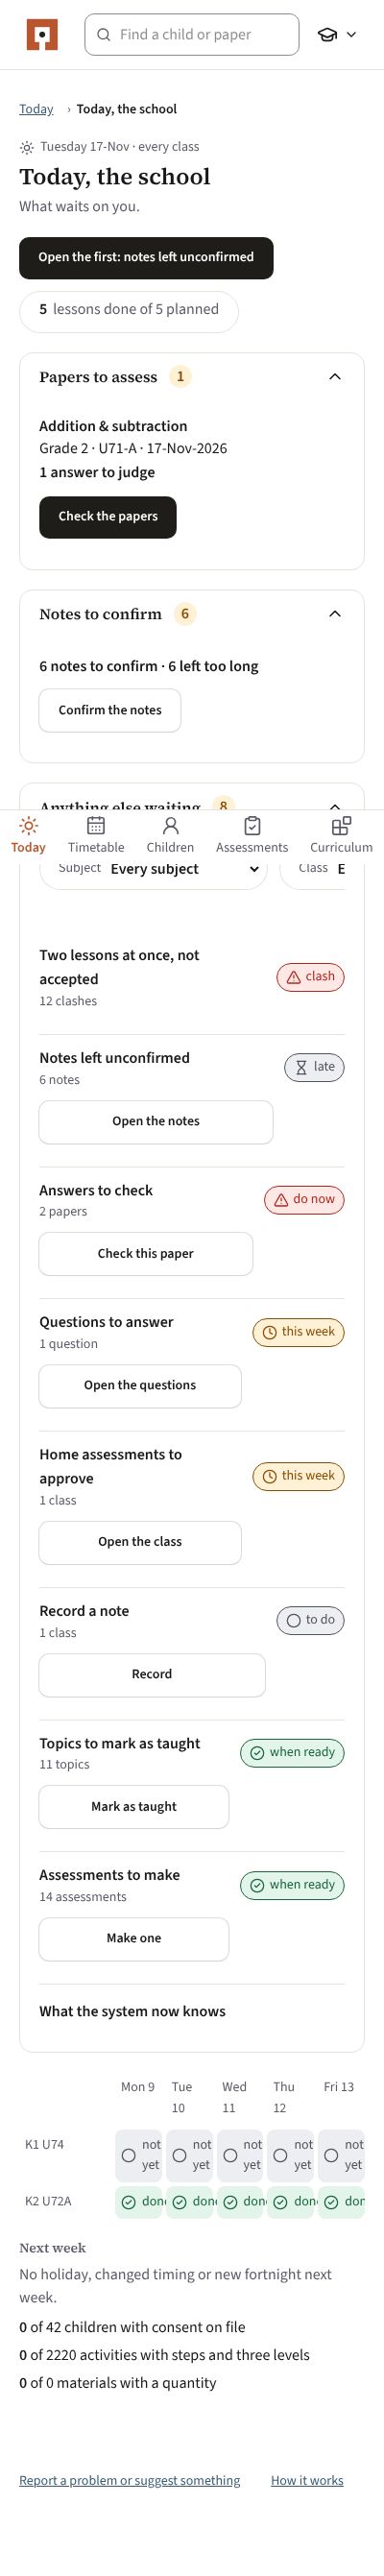 Find a child or paper
Today › Today, the school
Tuesday 17-Nov · every class
Today, the school
What waits on you.
Open the first: notes left unconfirmed
5 lessons done of 5 planned
Papers to assess 1
Addition & subtraction
Grade 2 · U71-A · 17-Nov-2026
1 answer to judge
Check the papers
Notes to confirm 6
6 notes to confirm · 6 left too long
Confirm the notes
Anything else waiting 8
Today Timetable Children Assessments Curriculum
Subject Every subject Class E
Two lessons at once, not
accepted
clash
12 clashes
Notes left unconfirmed
late
6 notes
Open the notes
Answers to check
do now
2 papers
Check this paper
Questions to answer
this week
1 question
Open the questions
Home assessments to
approve
this week
1 class
Open the class
Record a note
to do
1 class
Record
Topics to mark as taught
when ready
11 topics
Mark as taught
Assessments to make
when ready
14 assessments
Make one
What the system now knows
Mon 9 Tue 10 Wed 11 Thu 12 Fri 13
K1 U74 not yet not yet not yet not yet not yet
K2 U72A done done done done don
Next week
No holiday, changed timing or new fortnight next
week.
0 of 42 children with consent on file
0 of 2220 activities with steps and three levels
0 of 0 materials with a quantity
Report a problem or suggest something How it works